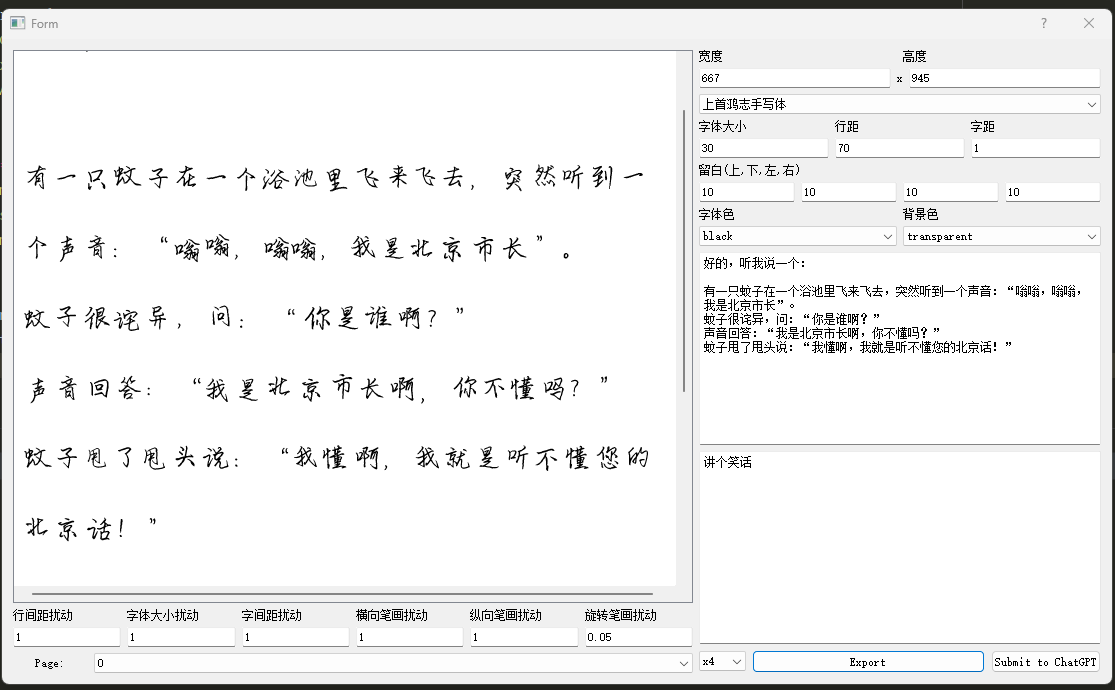 Form
?
有一只蚊子在一个浴池里飞来飞去，突然听到一
个声音：“嗡嗡，嗡嗡，我是北京市长”。
蚊子很诧异，问：“你是谁啊？”
声音回答：“我是北京市长啊，你不懂吗？”
蚊子甩了甩头说：“我懂啊，我就是听不懂您的
北京话！”
行间距扰动 字体大小扰动 字间距扰动 横向笔画扰动 纵向笔画扰动 旋转笔画扰动
1 1 1 1 1 0.05
Page: 0
宽度 高度
667 x 945
上首鸿志手写体
字体大小 行距 字距
30 70 1
留白(上,下,左,右)
10 10 10 10
字体色 背景色
black transparent
好的，听我说一个：
有一只蚊子在一个浴池里飞来飞去，突然听到一个声音：“嗡嗡，嗡嗡，
我是北京市长”。
蚊子很诧异，问：“你是谁啊？”
声音回答：“我是北京市长啊，你不懂吗？”
蚊子甩了甩头说：“我懂啊，我就是听不懂您的北京话！”
讲个笑话
x4 Export Submit to ChatGPT